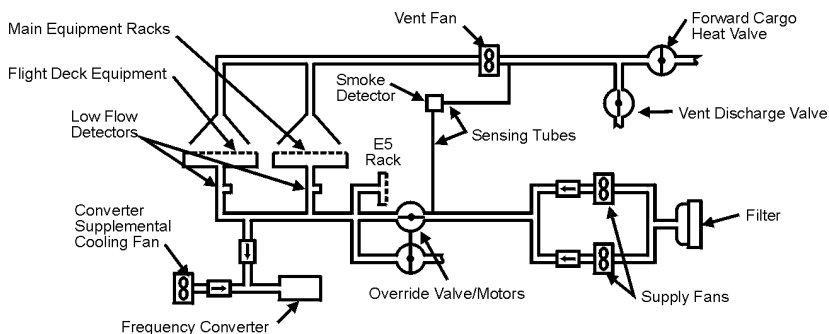 Vent Fan
Forward Cargo
Heat Valve
Main Equipment Racks
Flight Deck Equipment
Smoke
Detector
Low Flow
Detectors
Sensing Tubes
Vent Discharge Valve
E5
Rack
Converter
Supplemental
Cooling Fan
Filter
Override Valve/Motors
Supply Fans
Frequency Converter